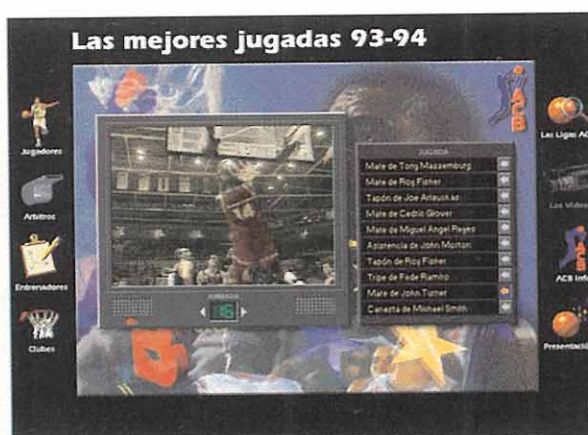 Las mejores jugadas 93-94
Jugadores
Arbitros
Entrenadores
Clubes
ACB
JORNADA
16
JUGADA
Mate de Tony Massemburg
Mate de Roy Fisher
Tapón de Joe Arlauskas
Mate de Cedric Glover
Mate de Miguel Angel Reyes
Asistencia de John Morton
Tapón de Roy Fisher
Triple de Fede Ramiro
Mate de John Turner
Canasta de Michael Smith
Las Ligas AC
Los Videos
ACB Info
Presentació